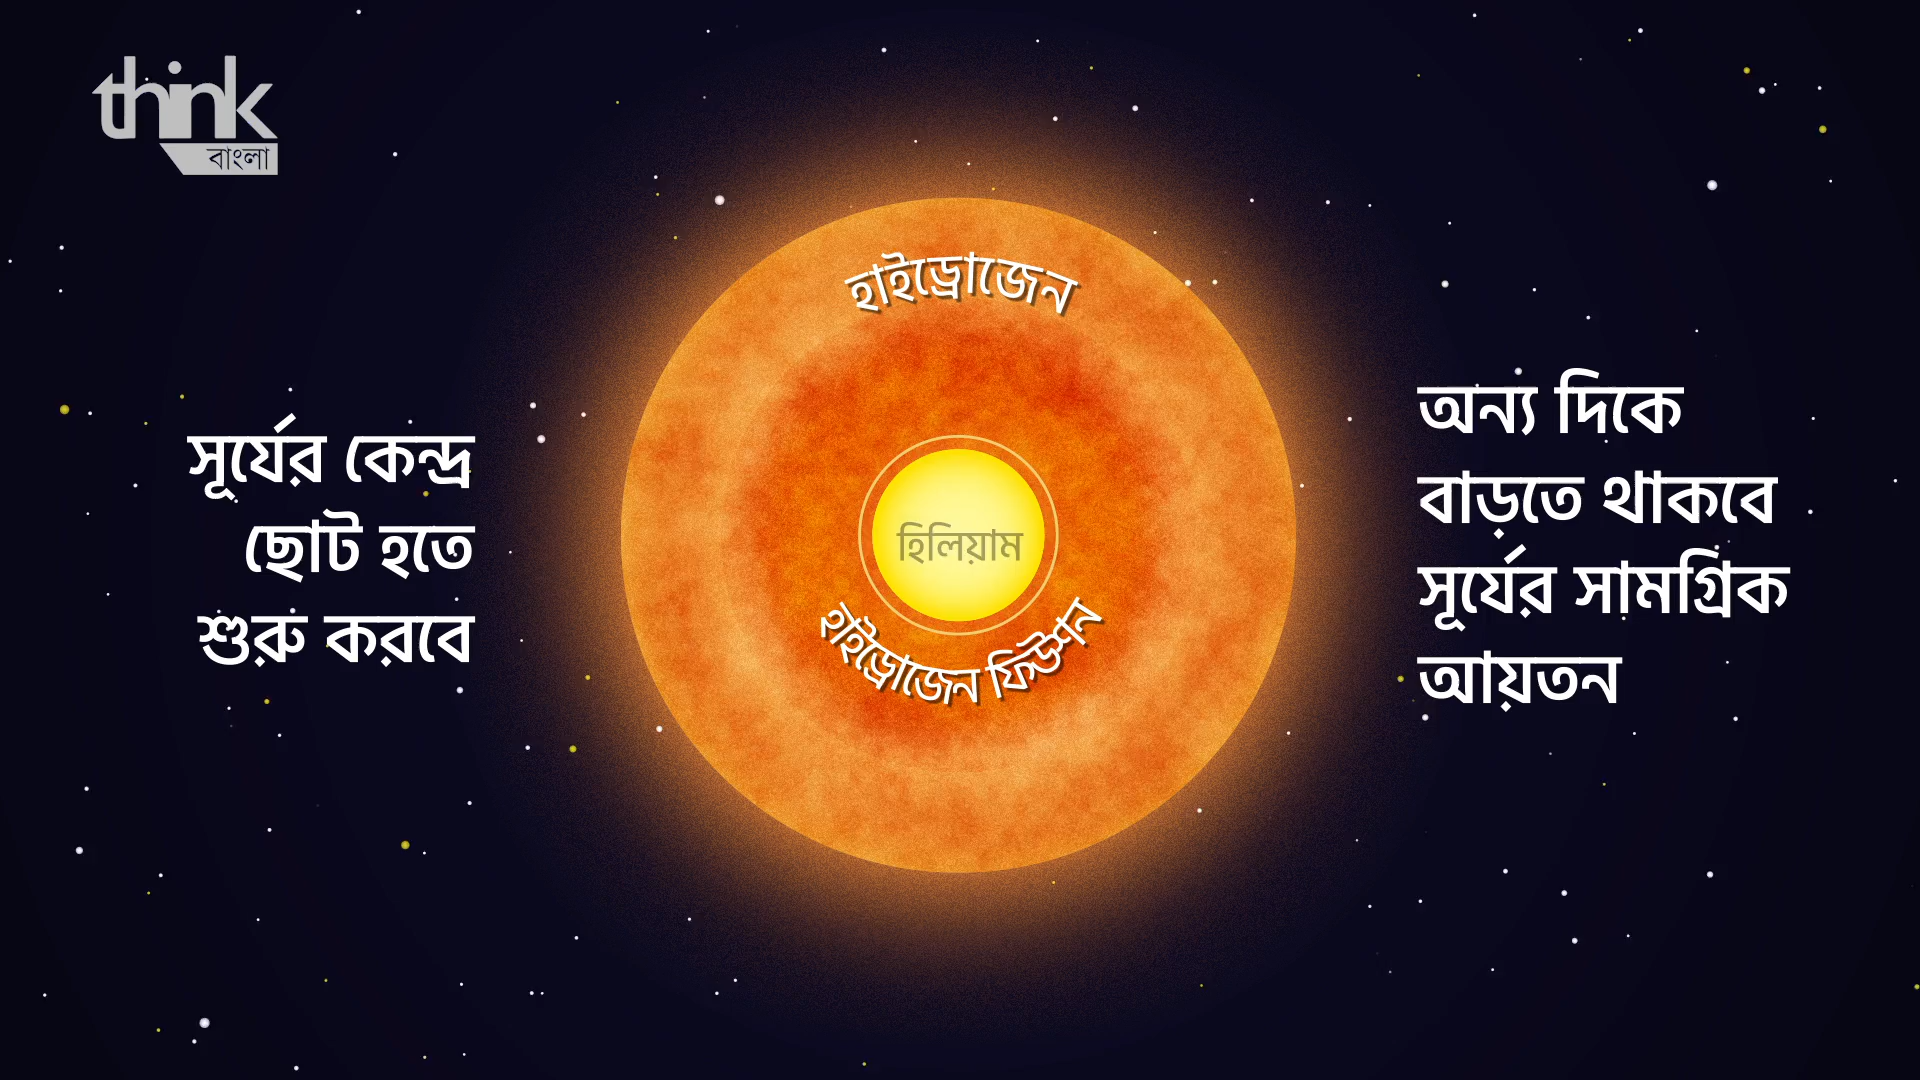 think
বাংলা
হাইড্রোজেন
সূর্যের কেন্দ্র
ছোট হতে
শুরু করবে
হিলিয়াম
হাইড্রোজেন ফিউশন
অন্য দিকে
বাড়তে থাকবে
সূর্যের সামগ্রিক
আয়তন